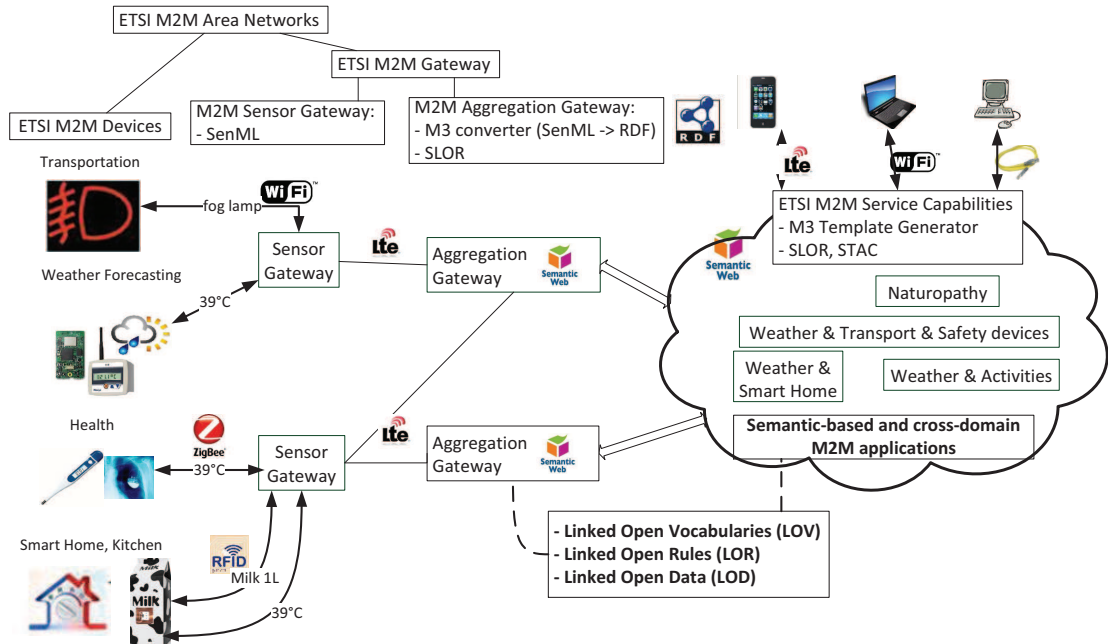 ETSI M2M Area Networks
ETSI M2M Gateway
ETSI M2M Devices
M2M Sensor Gateway:
- SenML
M2M Aggregation Gateway:
- M3 converter (SenML -> RDF)
- SLOR
RDF
Lte
WiFi™
ETSI M2M Service Capabilities
- M3 Template Generator
- SLOR, STAC
Transportation
fog lamp
WiFi™
Sensor
Gateway
Lte
Aggregation
Gateway
Semantic
Web
Semantic
Web
Weather Forecasting
39°C
Naturopathy
Weather & Transport & Safety devices
Weather &
Smart Home
Weather & Activities
Semantic-based and cross-domain
M2M applications
Health
ZigBee
39°C
Sensor
Gateway
Lte
Aggregation
Gateway
Semantic
Web
- Linked Open Vocabularies (LOV)
- Linked Open Rules (LOR)
- Linked Open Data (LOD)
Smart Home, Kitchen
RFID
Milk 1L
39°C
Milk
Milk